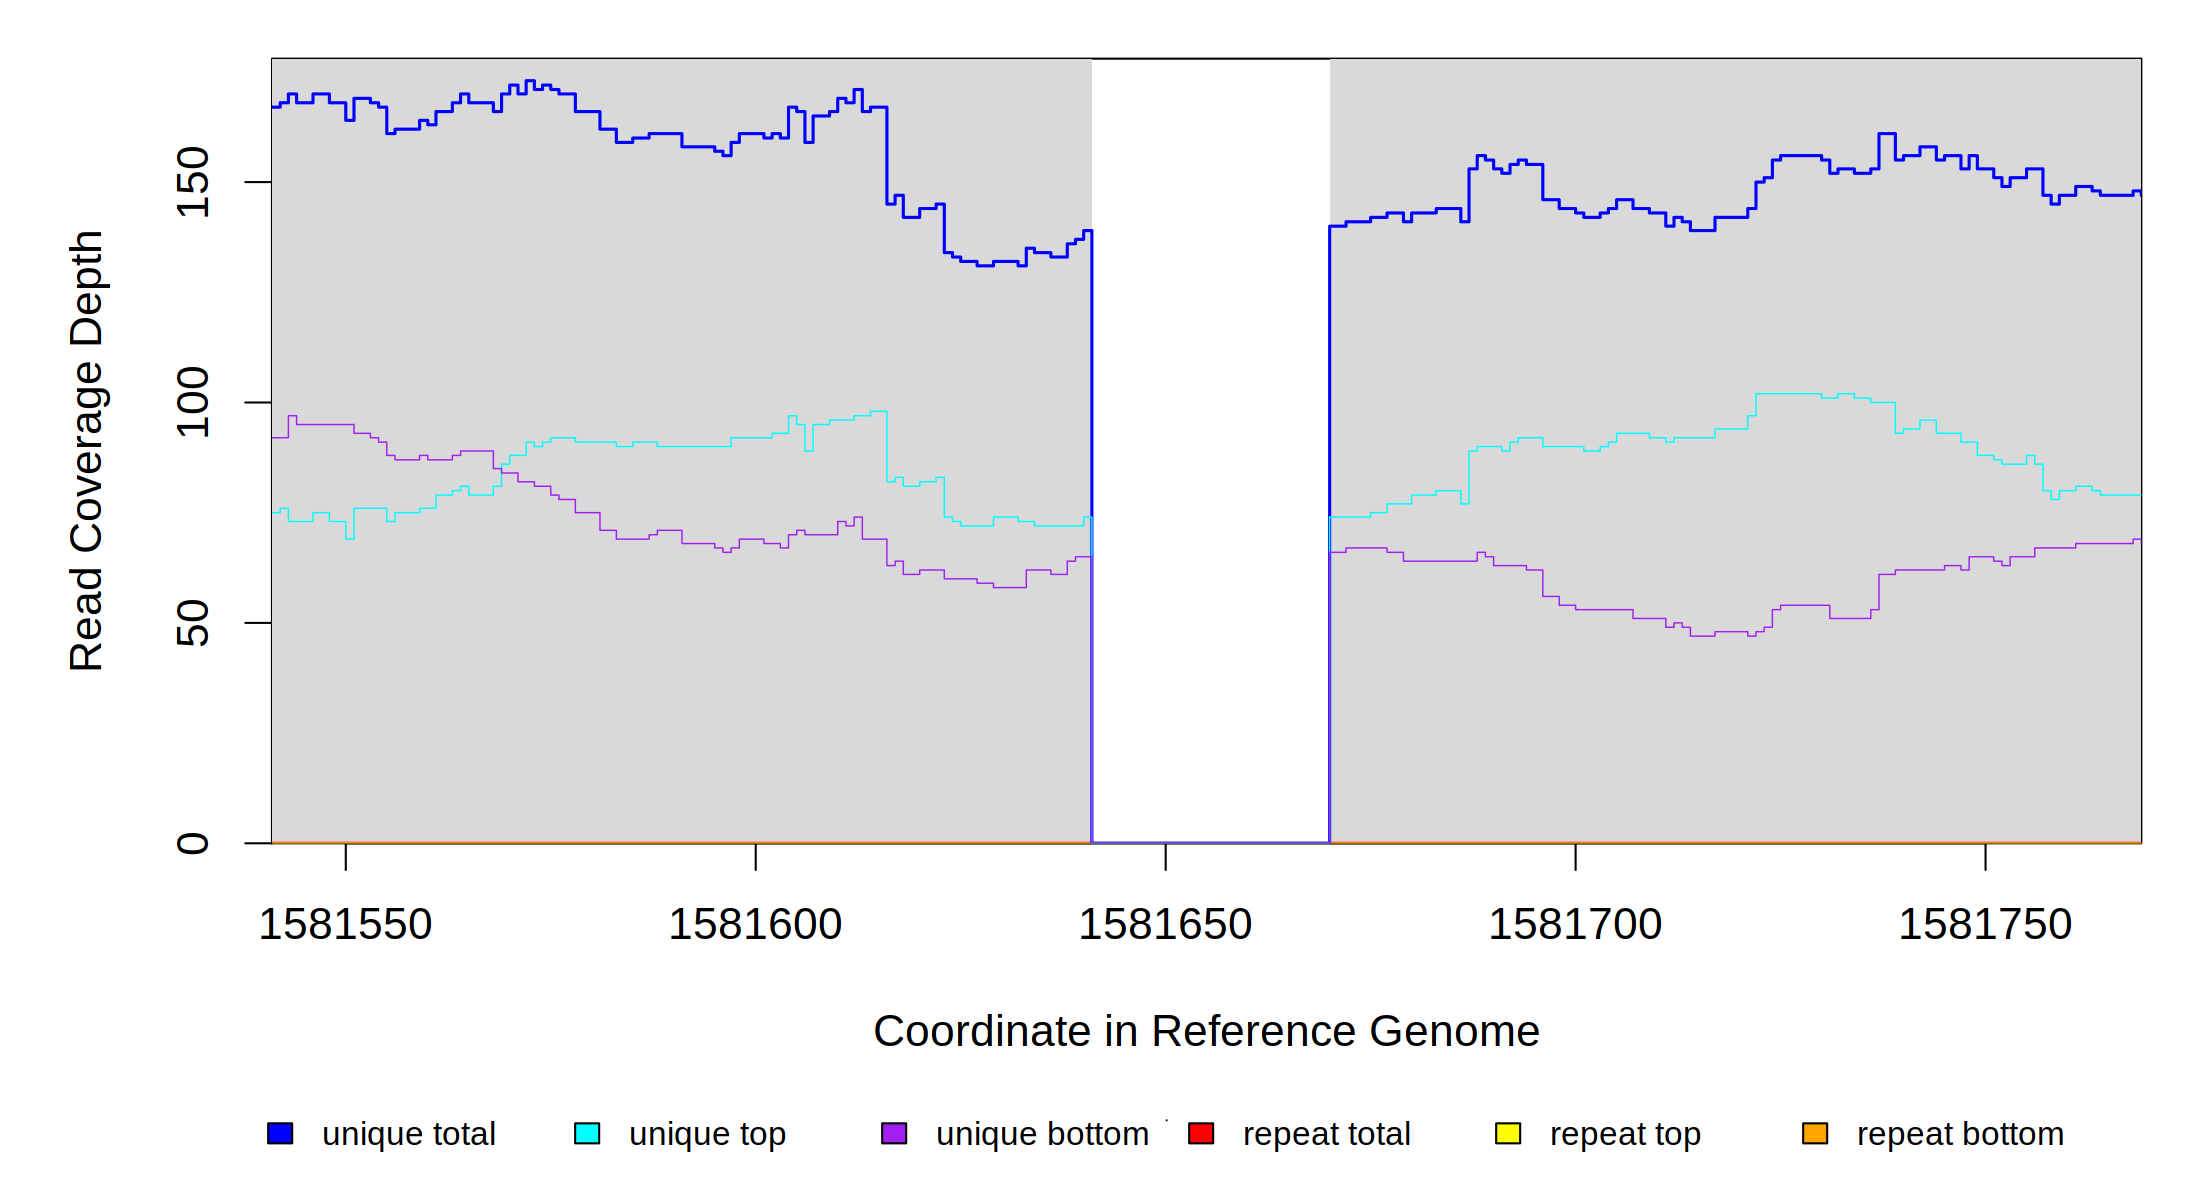 Read Coverage Depth
150
100
50
0
1581550 1581600 1581650 1581700 1581750
Coordinate in Reference Genome
unique total unique top unique bottom repeat total repeat top repeat bottom